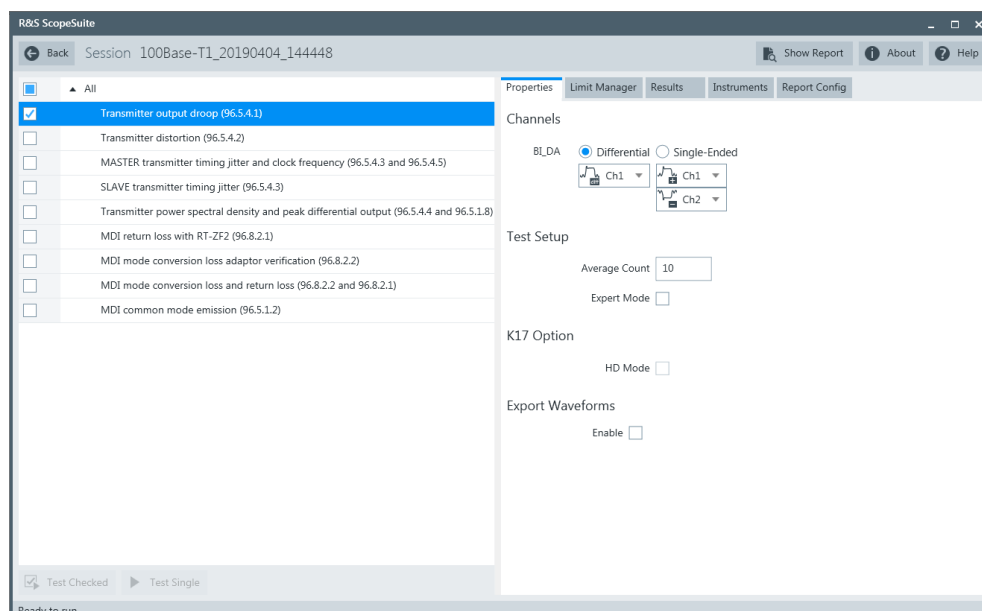 R&S ScopeSuite
Back Session 100Base-T1_20190404_144448 Show Report About Help
All
Transmitter output droop (96.5.4.1)
Transmitter distortion (96.5.4.2)
MASTER transmitter timing jitter and clock frequency (96.5.4.3 and 96.5.4.5)
SLAVE transmitter timing jitter (96.5.4.3)
Transmitter power spectral density and peak differential output (96.5.4.4 and 96.5.1.8)
MDI return loss with RT-ZF2 (96.8.2.1)
MDI mode conversion loss adaptor verification (96.8.2.2)
MDI mode conversion loss and return loss (96.8.2.2 and 96.8.2.1)
MDI common mode emission (96.5.1.2)
Test Checked Test Single
Properties Limit Manager Results Instruments Report Config
Channels
BI_DA Differential Single-Ended
Ch1 Ch1
Ch2
Test Setup
Average Count 10
Expert Mode
K17 Option
HD Mode
Export Waveforms
Enable
Ready to run